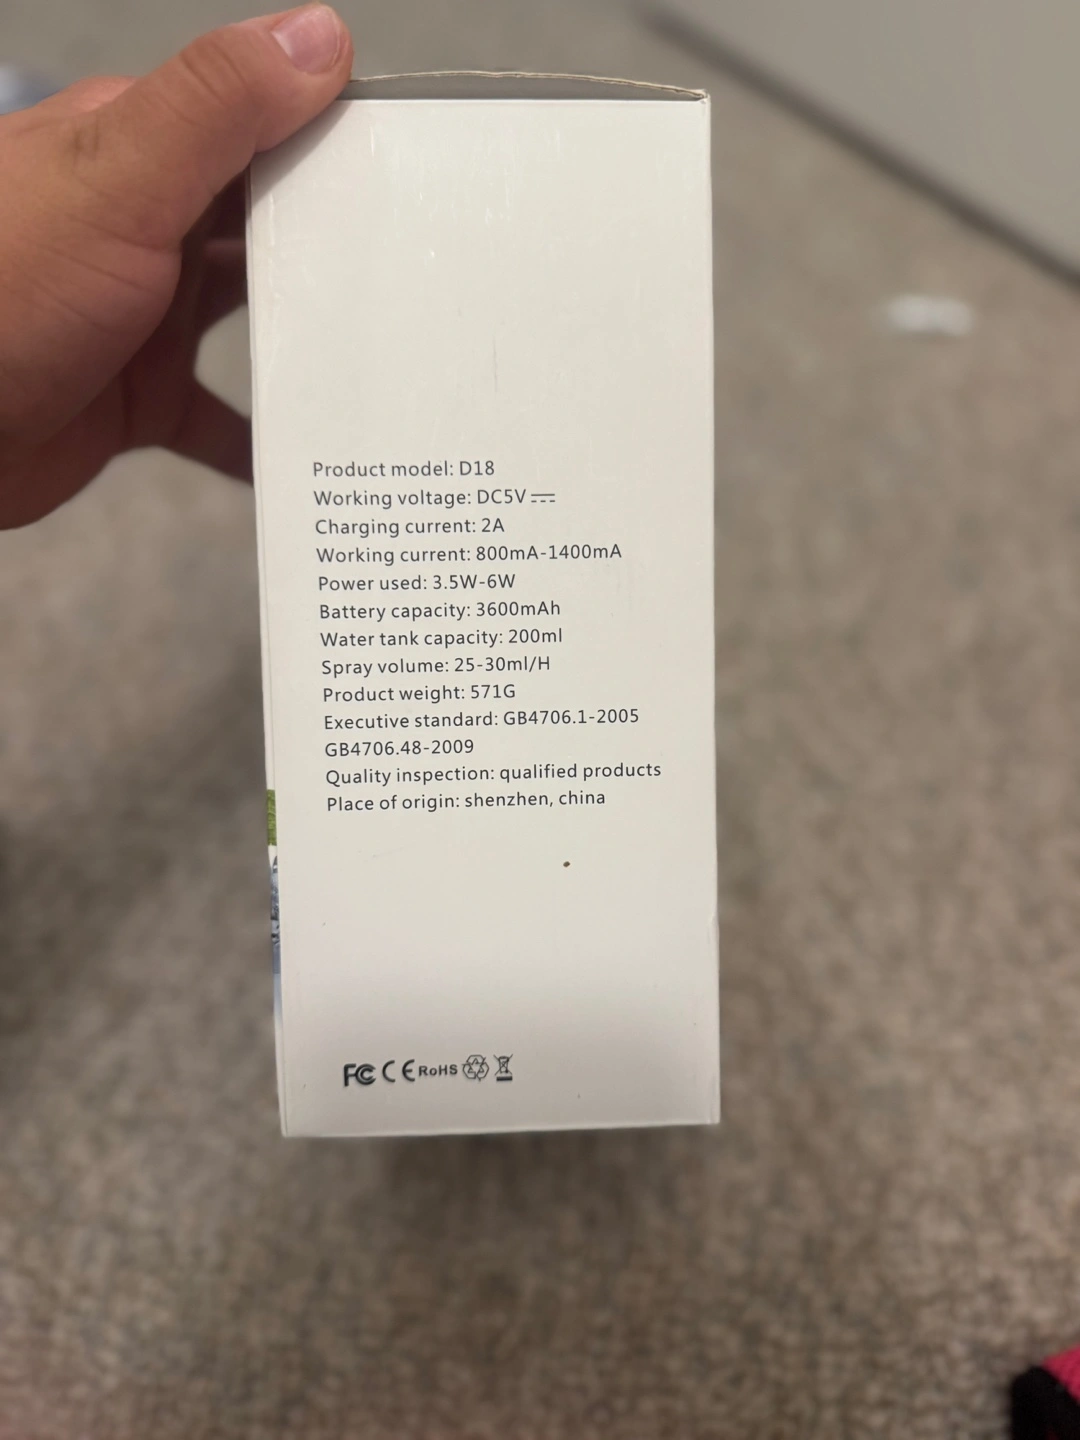 Product model: D18
Working voltage: DC5V ⎓
Charging current: 2A
Working current: 800mA-1400mA
Power used: 3.5W-6W
Battery capacity: 3600mAh
Water tank capacity: 200ml
Spray volume: 25-30ml/H
Product weight: 571G
Executive standard: GB4706.1-2005
GB4706.48-2009
Quality inspection: qualified products
Place of origin: shenzhen, china
FC CE RoHS